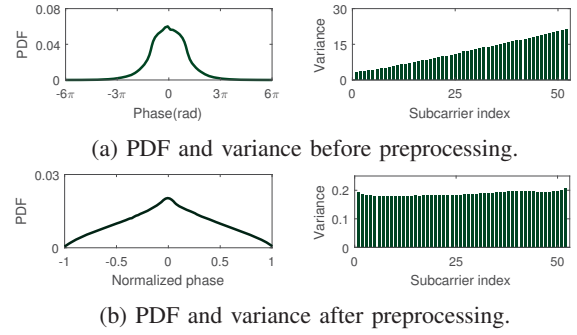 0.08
0.04
0
PDF
-6π -3π 0 3π 6π
Phase(rad)
30
15
0
Variance
0 25 50
Subcarrier index
(a) PDF and variance before preprocessing.
0.03
0
PDF
-1 -0.5 0 0.5 1
Normalized phase
0.2
0.1
0
Variance
0 25 50
Subcarrier index
(b) PDF and variance after preprocessing.